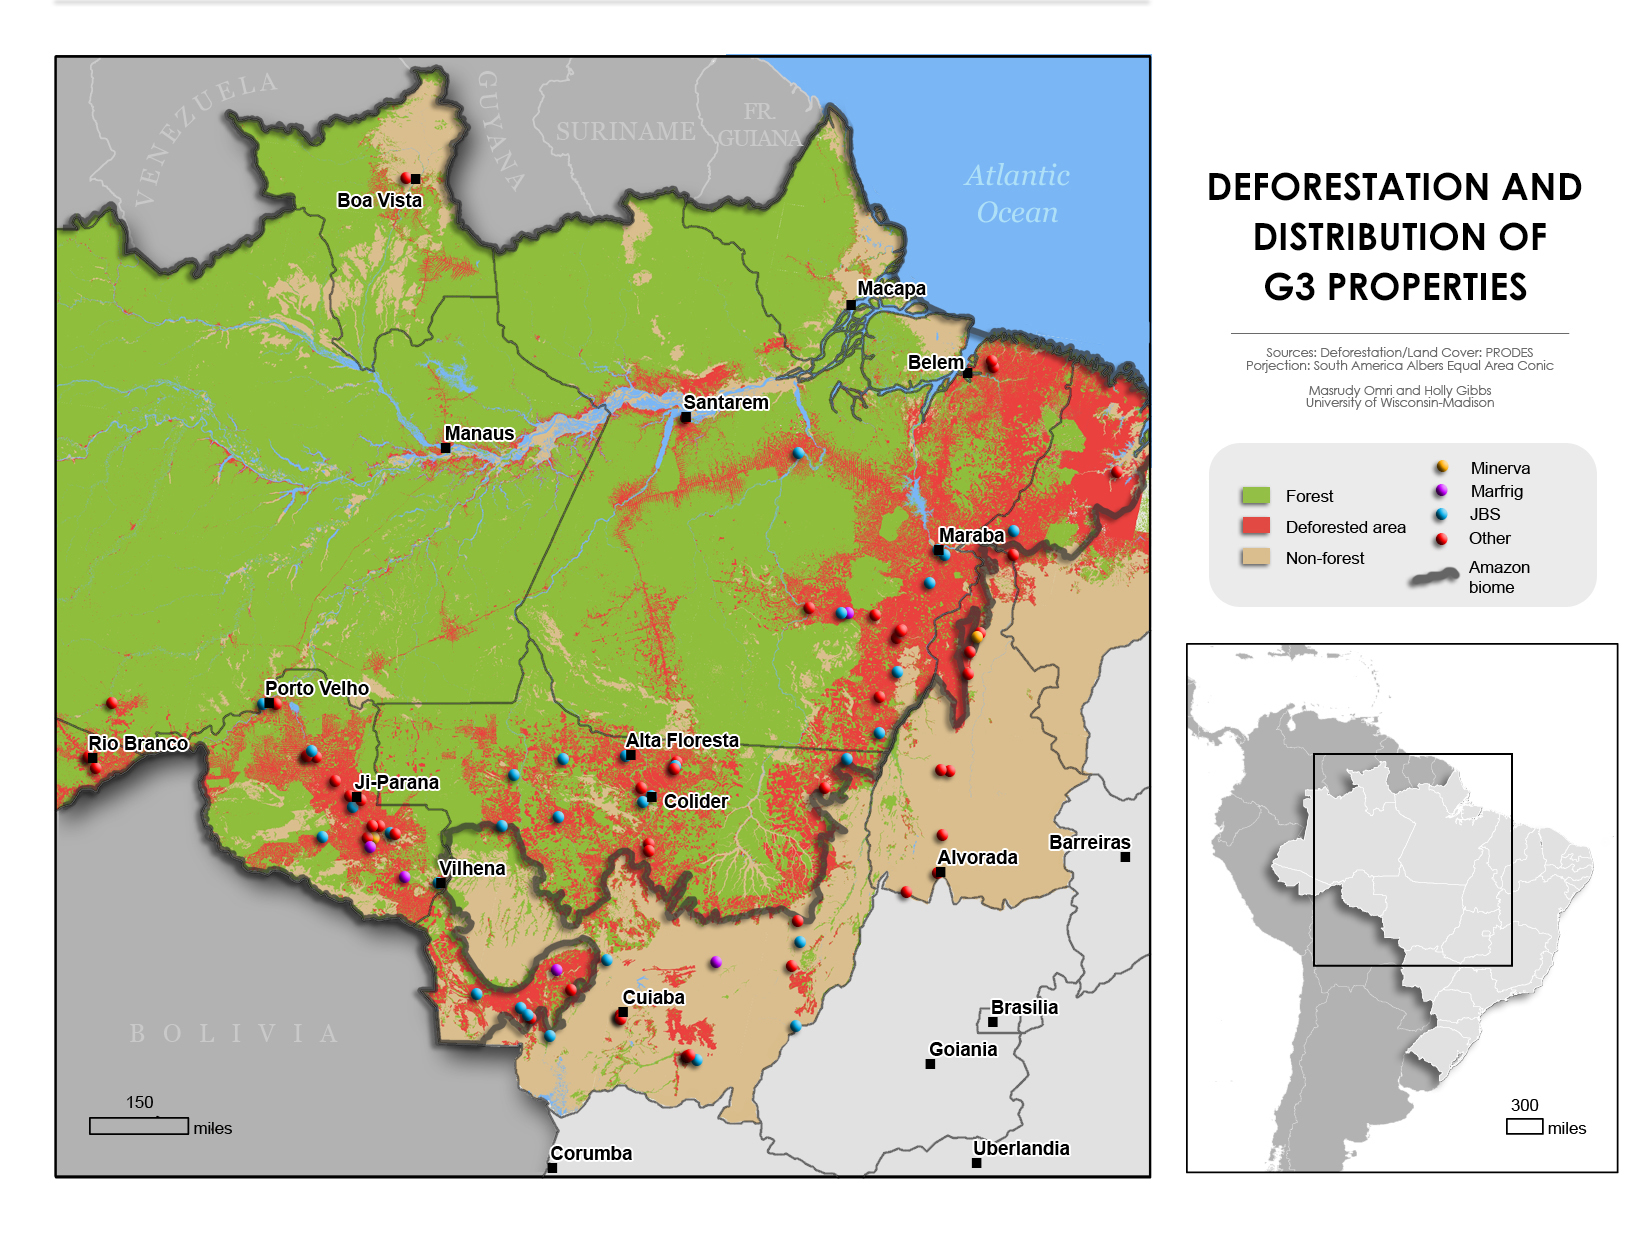 DEFORESTATION AND
DISTRIBUTION OF
G3 PROPERTIES
Sources: Deforestation/Land Cover: PRODES
Porjection: South America Albers Equal Area Conic
Masrudy Omri and Holly Gibbs
University of Wisconsin-Madison
Forest
Deforested area
Non-forest
Minerva
Marfrig
JBS
Other
Amazon
biome
VENEZUELA
GUYANA
SURINAME
FR.
GUIANA
Atlantic
Ocean
Boa Vista
Macapa
Belem
Santarem
Manaus
Maraba
Porto Velho
Rio Branco
Alta Floresta
Ji-Parana
Colider
Barreiras
Alvorada
Vilhena
Cuiaba
Brasilia
BOLIVIA
Goiania
Corumba
Uberlandia
150
miles
300
miles